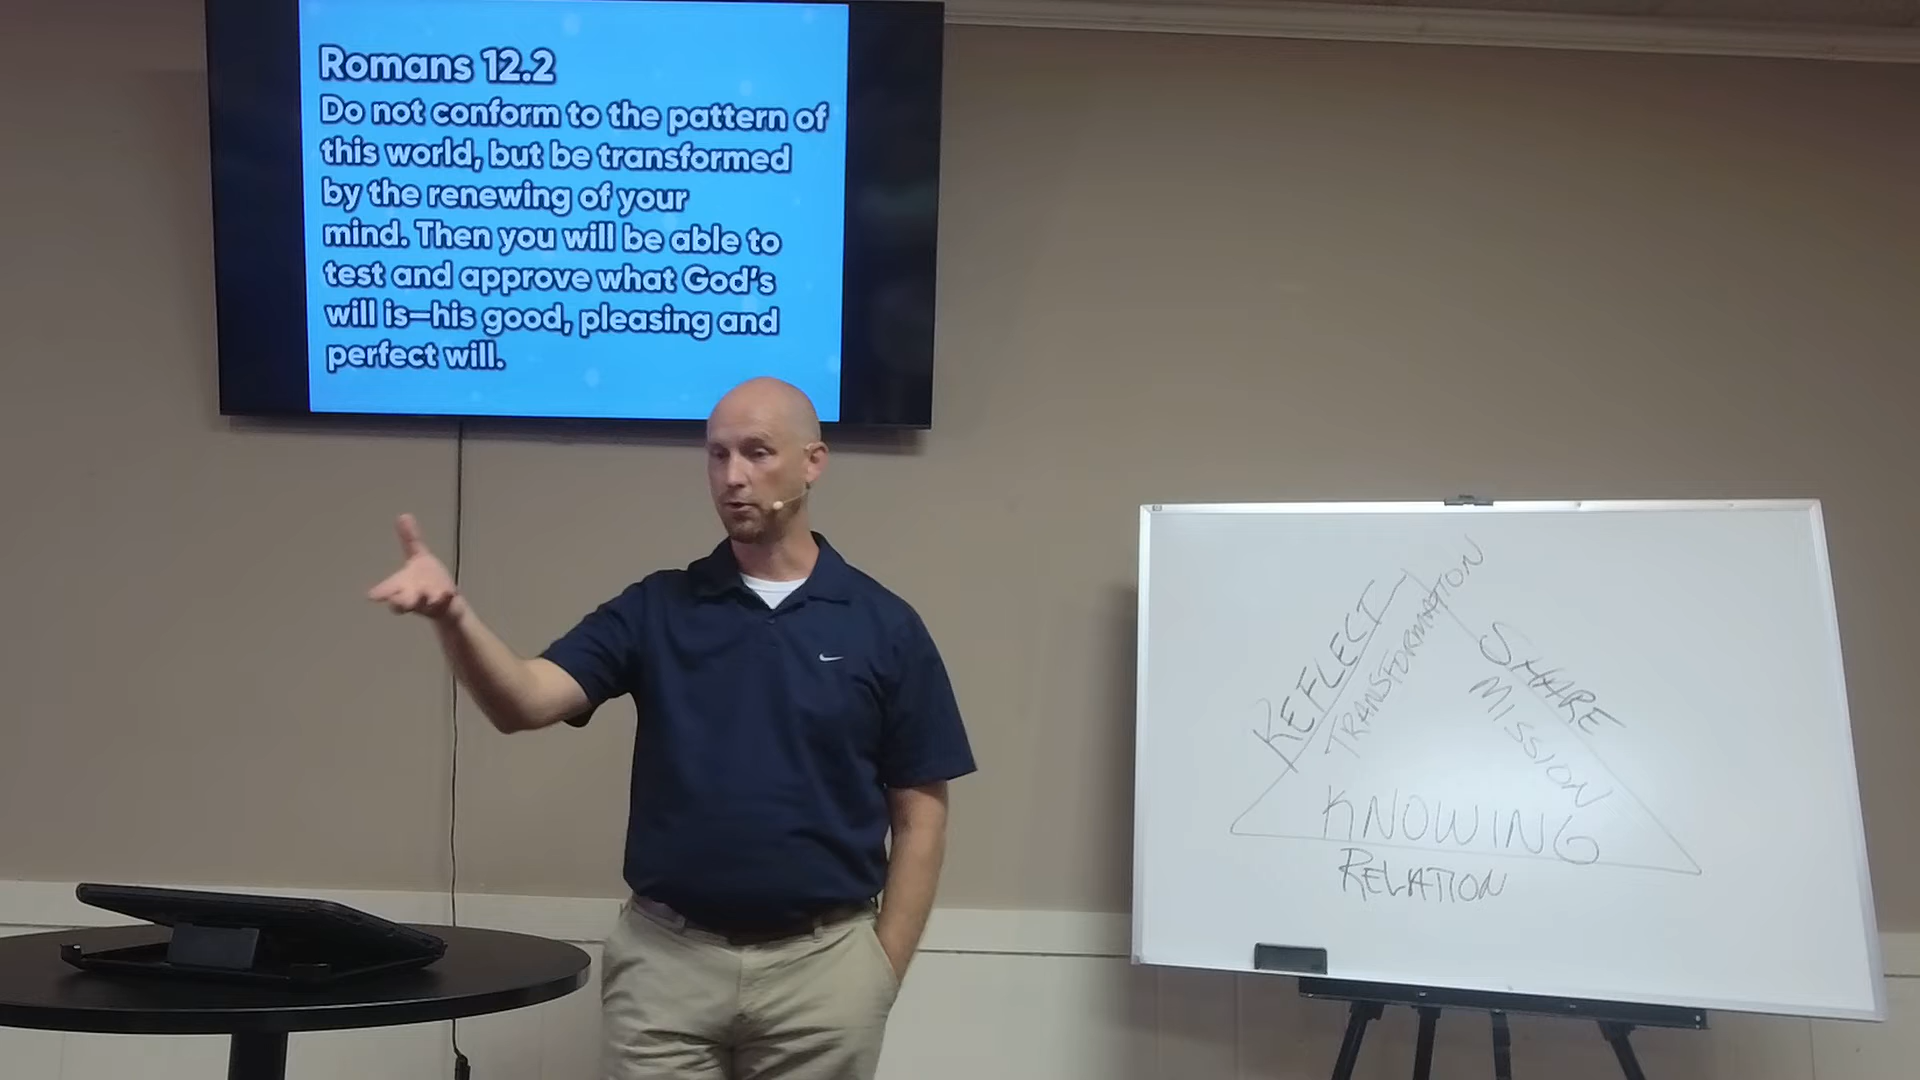 Romans 12.2
Do not conform to the pattern of
this world, but be transformed
by the renewing of your
mind. Then you will be able to
test and approve what God's
will is—his good, pleasing and
perfect will.
REFLECT
TRANSFORMATION
SHARE
MISSION
KNOWING
RELATION